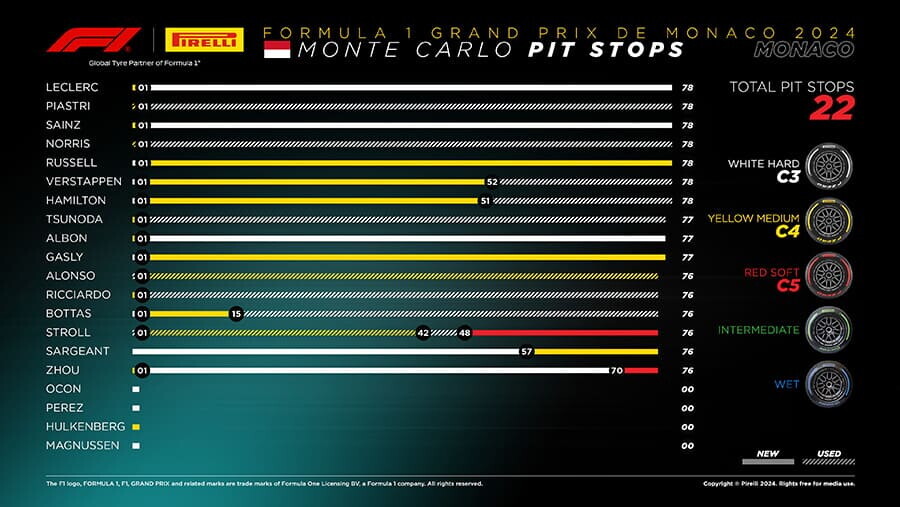 F1
PIRELLI
Global Tyre Partner of Formula 1®
FORMULA 1 GRAND PRIX DE MONACO 2024
MONTE CARLO PIT STOPS
MONACO
LECLERC 01 78
PIASTRI 01 78
SAINZ 01 78
NORRIS 01 78
RUSSELL 01 78
VERSTAPPEN 01 52 78
HAMILTON 01 51 78
TSUNODA 01 77
ALBON 01 77
GASLY 01 77
ALONSO 01 76
RICCIARDO 01 76
BOTTAS 01 15 76
STROLL 01 42 48 76
SARGEANT 57 76
ZHOU 01 70 76
OCON 00
PEREZ 00
HULKENBERG 00
MAGNUSSEN 00
TOTAL PIT STOPS
22
WHITE HARD
C3
YELLOW MEDIUM
C4
RED SOFT
C5
INTERMEDIATE
WET
NEW USED
The F1 logo, FORMULA 1, F1, GRAND PRIX and related marks are trade marks of Formula One Licensing BV, a Formula 1 company. All rights reserved.
Copyright © Pirelli 2024. Rights free for media use.